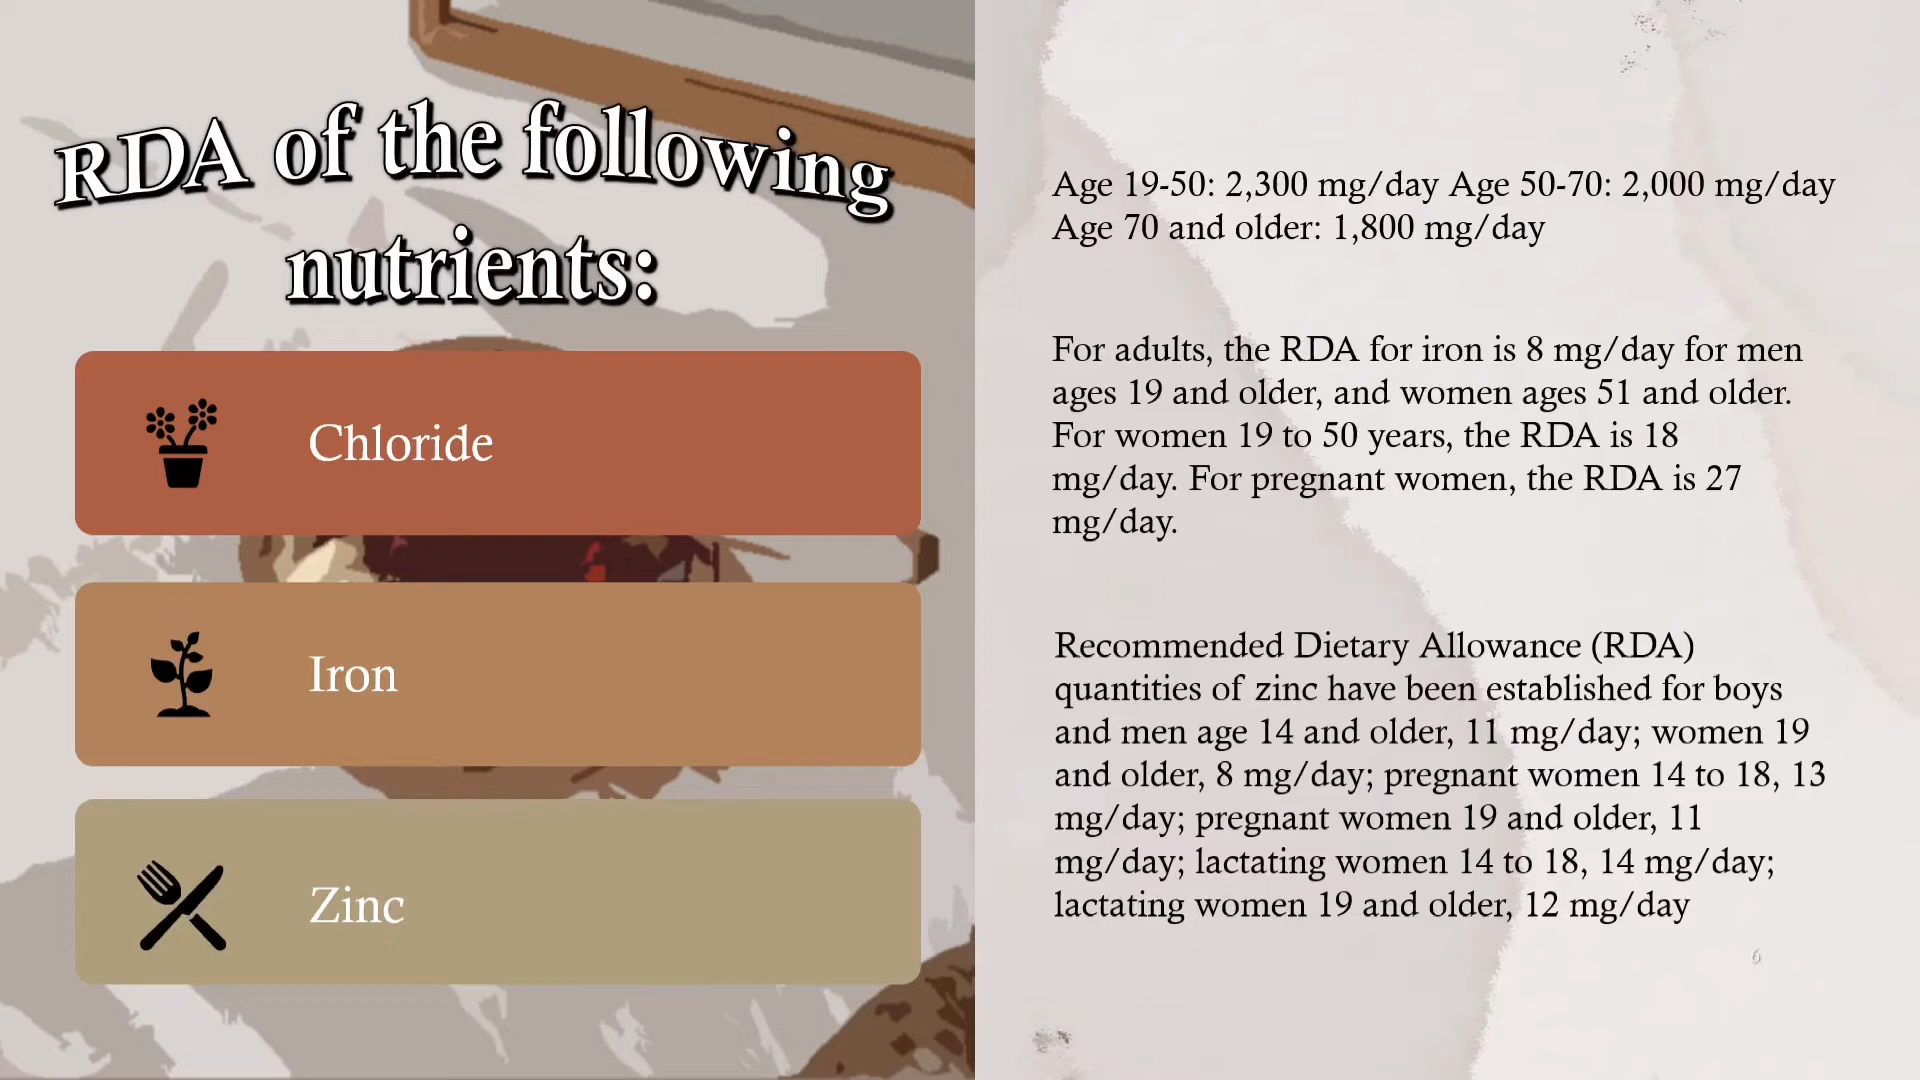 RDA of the following
nutrients:
Chloride
Age 19-50: 2,300 mg/day Age 50-70: 2,000 mg/day
Age 70 and older: 1,800 mg/day
Iron
For adults, the RDA for iron is 8 mg/day for men
ages 19 and older, and women ages 51 and older.
For women 19 to 50 years, the RDA is 18
mg/day. For pregnant women, the RDA is 27
mg/day.
Zinc
Recommended Dietary Allowance (RDA)
quantities of zinc have been established for boys
and men age 14 and older, 11 mg/day; women 19
and older, 8 mg/day; pregnant women 14 to 18, 13
mg/day; pregnant women 19 and older, 11
mg/day; lactating women 14 to 18, 14 mg/day;
lactating women 19 and older, 12 mg/day
6